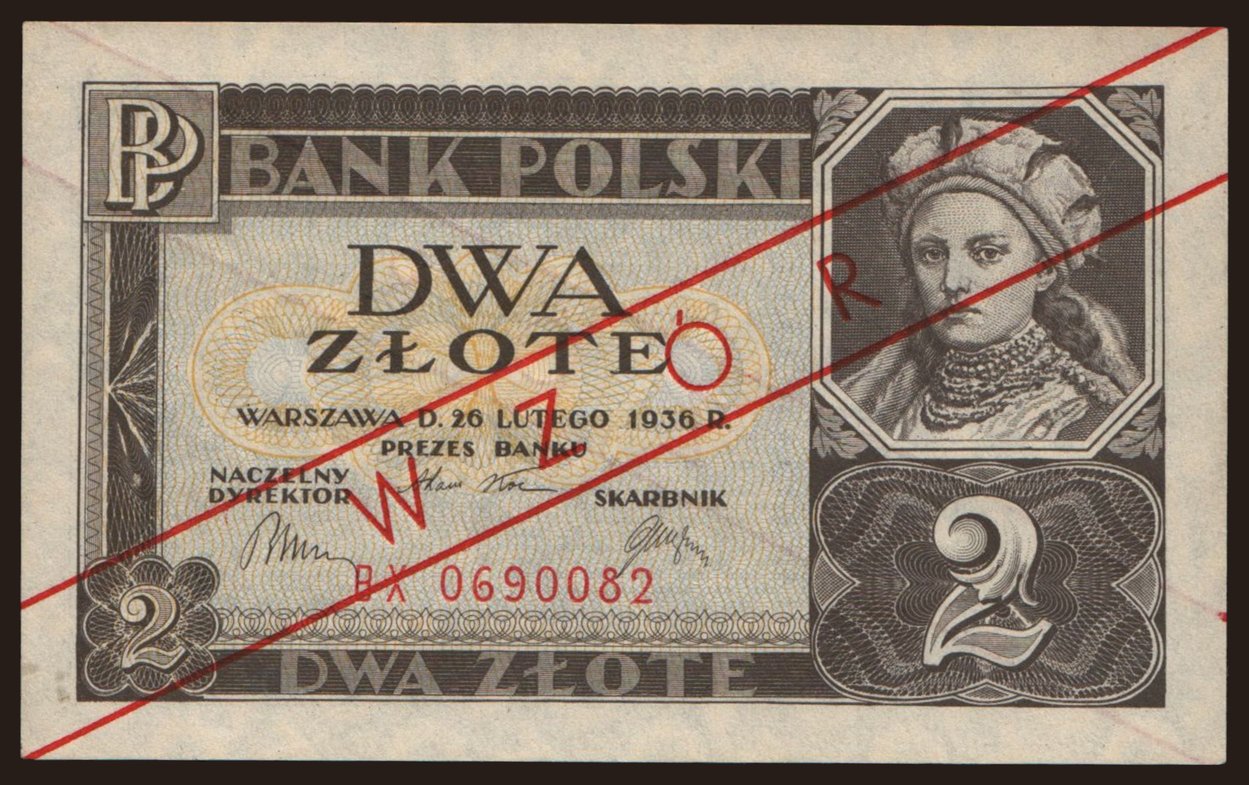 BP
BANK POLSKI
DWA
ZŁOTE
WARSZAWA D. 26 LUTEGO 1936 R.
PREZES BANKU
NACZELNY
DYREKTOR
SKARBNIK
WZÓR
BX 0690082
2
2
DWA ZŁOTE